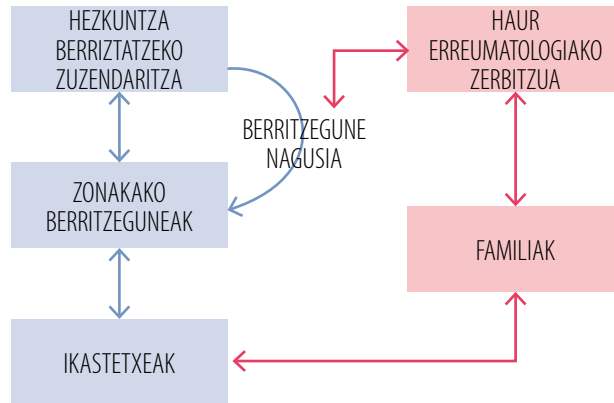 HEZKUNTZA
BERRIZTATZEKO
ZUZENDARITZA
HAUR
ERREUMATOLOGIAKO
ZERBITZUA
BERRITZEGUNE
NAGUSIA
ZONAKAKO
BERRITZEGUNEAK
FAMILIAK
IKASTETXEAK